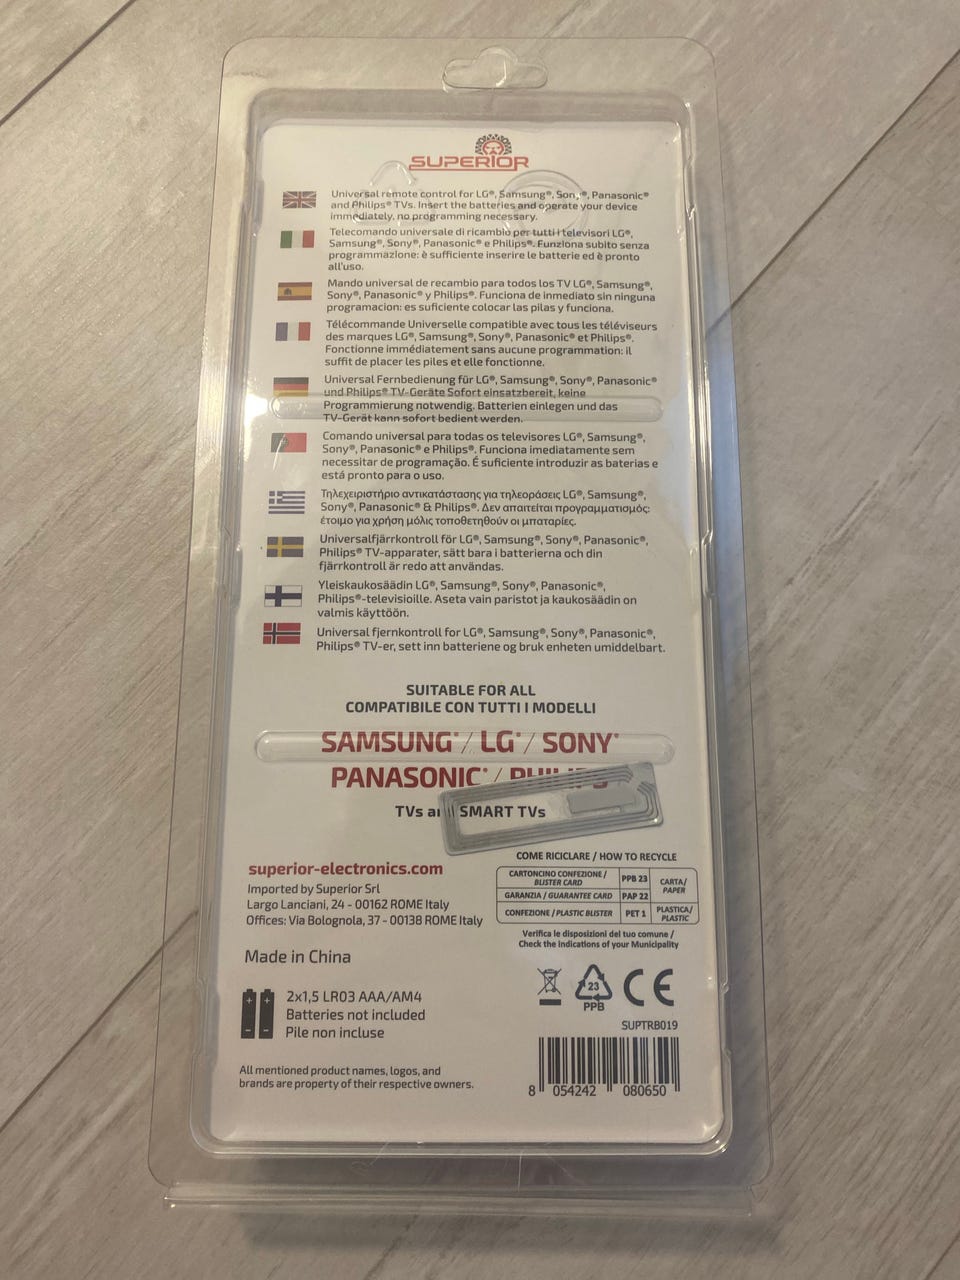 SUPERIOR
Universal remote control for LG®, Samsung®, Sony®, Panasonic®
and Philips® TVs. Insert the batteries and operate your device
immediately, no programming necessary.
Telecomando universale di ricambio per tutti i televisori LG®,
Samsung®, Sony®, Panasonic® e Philips®. Funziona subito senza
programmazione: è sufficiente inserire le batterie ed è pronto
all'uso.
Mando universal de recambio para todos los TV LG®, Samsung®,
Sony®, Panasonic® y Philips®. Funciona de inmediato sin ninguna
programacion: es suficiente colocar las pilas y funciona.
Télécommande Universelle compatible avec tous les téléviseurs
des marques LG®, Samsung®, Sony®, Panasonic® et Philips®.
Fonctionne immédiatement sans aucune programmation: il
suffit de placer les piles et elle fonctionne.
Universal Fernbedienung für LG®, Samsung®, Sony®, Panasonic®
und Philips® TV-Geräte Sofort einsatzbereit, keine
Programmierung notwendig. Batterien einlegen und das
TV-Gerät kann sofort bedient werden.
Comando universal para todas os televisores LG®, Samsung®,
Sony®, Panasonic® e Philips®. Funciona imediatamente sem
necessitar de programação. É suficiente introduzir as baterias e
está pronto para o uso.
Τηλεχειριστήριο αντικατάστασης για τηλεοράσεις LG®, Samsung®,
Sony®, Panasonic® & Philips®. Δεν απαιτείται προγραμματισμός:
έτοιμο για χρήση μόλις τοποθετηθούν οι μπαταρίες.
Universalfjärrkontroll för LG®, Samsung®, Sony®, Panasonic®,
Philips® TV-apparater, sätt bara i batterierna och din
fjärrkontroll är redo att användas.
Yleiskaukosäädin LG®, Samsung®, Sony®, Panasonic®,
Philips®-televisioille. Aseta vain paristot ja kaukosäädin on
valmis käyttöön.
Universal fjernkontroll for LG®, Samsung®, Sony®, Panasonic®,
Philips® TV-er, sett inn batteriene og bruk enheten umiddelbart.
SUITABLE FOR ALL
COMPATIBILE CON TUTTI I MODELLI
SAMSUNG® / LG® / SONY®
PANASONIC® / PHILIPS®
TVs and SMART TVs
superior-electronics.com
Imported by Superior Srl
Largo Lanciani, 24 - 00162 ROME Italy
Offices: Via Bolognola, 37 - 00138 ROME Italy
Made in China
COME RICICLARE / HOW TO RECYCLE
CARTONCINO CONFEZIONE / BLISTER CARD PPB 23 CARTA/ PAPER
GARANZIA / GUARANTEE CARD PAP 22
CONFEZIONE / PLASTIC BLISTER PET 1 PLASTICA/ PLASTIC
Verifica le disposizioni del tuo comune /
Check the indications of your Municipality
23
PPB
CE
2x1,5 LR03 AAA/AM4
Batteries not included
Pile non incluse
SUPTRB019
All mentioned product names, logos, and
brands are property of their respective owners.
8 054242 080650